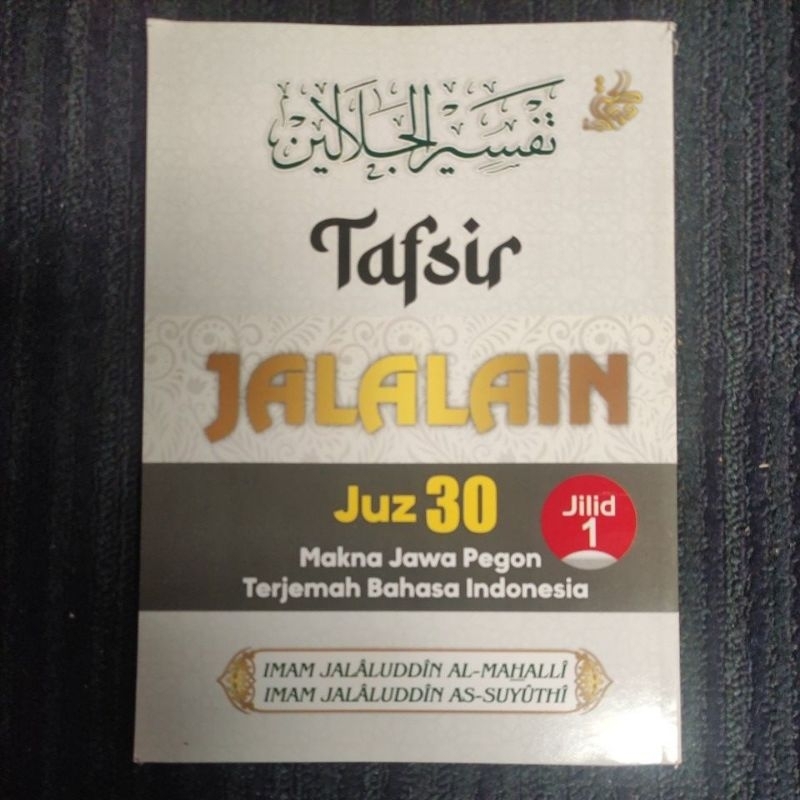 تفسير الجلالين
Tafsir
JALALAIN
Juz 30
Jilid
1
Makna Jawa Pegon
Terjemah Bahasa Indonesia
IMAM JALÂLUDDÎN AL-MAHALLÎ
IMAM JALÂLUDDÎN AS-SUYÛTHÎ